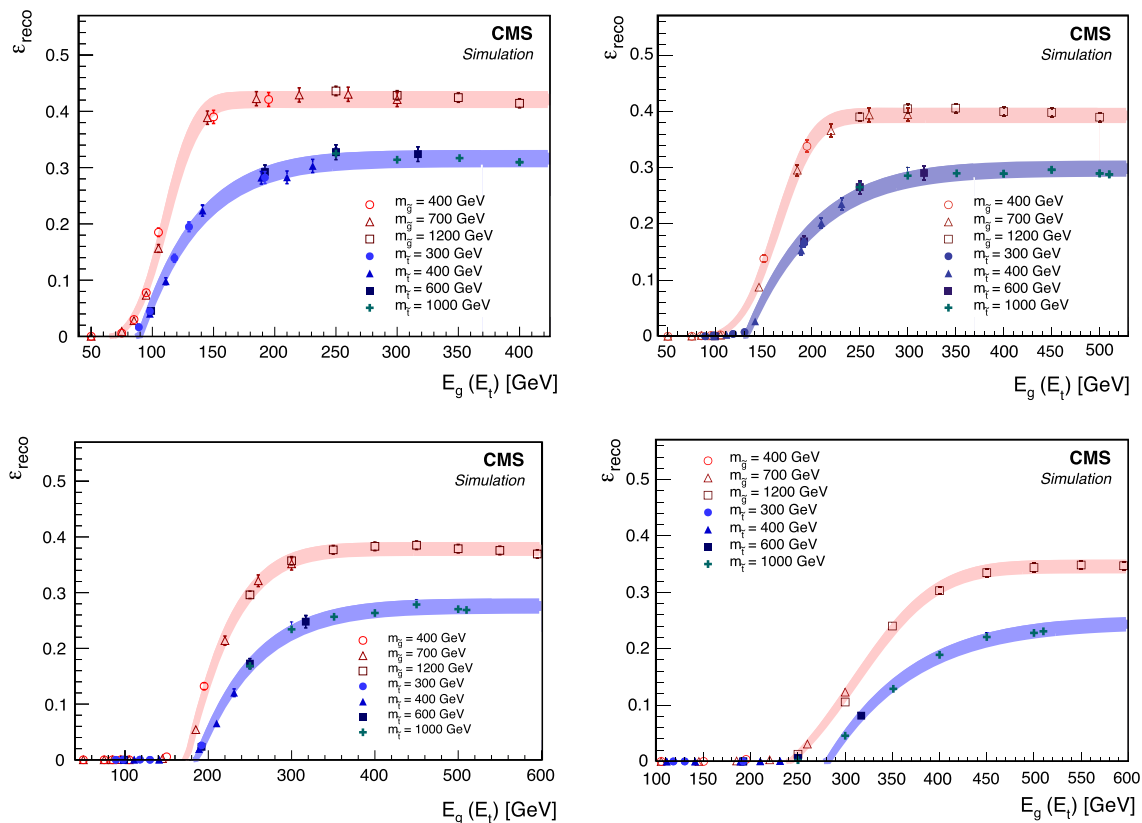 CMS
Simulation
ε_reco
0.5
0.4
0.3
0.2
0.1
0
m_g̃ = 400 GeV
m_g̃ = 700 GeV
m_g̃ = 1200 GeV
m_t̃ = 300 GeV
m_t̃ = 400 GeV
m_t̃ = 600 GeV
m_t̃ = 1000 GeV
50 100 150 200 250 300 350 400
E_g (E_t) [GeV]
CMS
Simulation
ε_reco
0.5
0.4
0.3
0.2
0.1
0
m_g̃ = 400 GeV
m_g̃ = 700 GeV
m_g̃ = 1200 GeV
m_t̃ = 300 GeV
m_t̃ = 400 GeV
m_t̃ = 600 GeV
m_t̃ = 1000 GeV
50 100 150 200 250 300 350 400 450 500
E_g (E_t) [GeV]
CMS
Simulation
ε_reco
0.5
0.4
0.3
0.2
0.1
0
m_g̃ = 400 GeV
m_g̃ = 700 GeV
m_g̃ = 1200 GeV
m_t̃ = 300 GeV
m_t̃ = 400 GeV
m_t̃ = 600 GeV
m_t̃ = 1000 GeV
100 200 300 400 500 600
E_g (E_t) [GeV]
CMS
Simulation
ε_reco
m_g̃ = 400 GeV
m_g̃ = 700 GeV
m_g̃ = 1200 GeV
m_t̃ = 300 GeV
m_t̃ = 400 GeV
m_t̃ = 600 GeV
m_t̃ = 1000 GeV
0.5
0.4
0.3
0.2
0.1
0
100 150 200 250 300 350 400 450 500 550 600
E_g (E_t) [GeV]